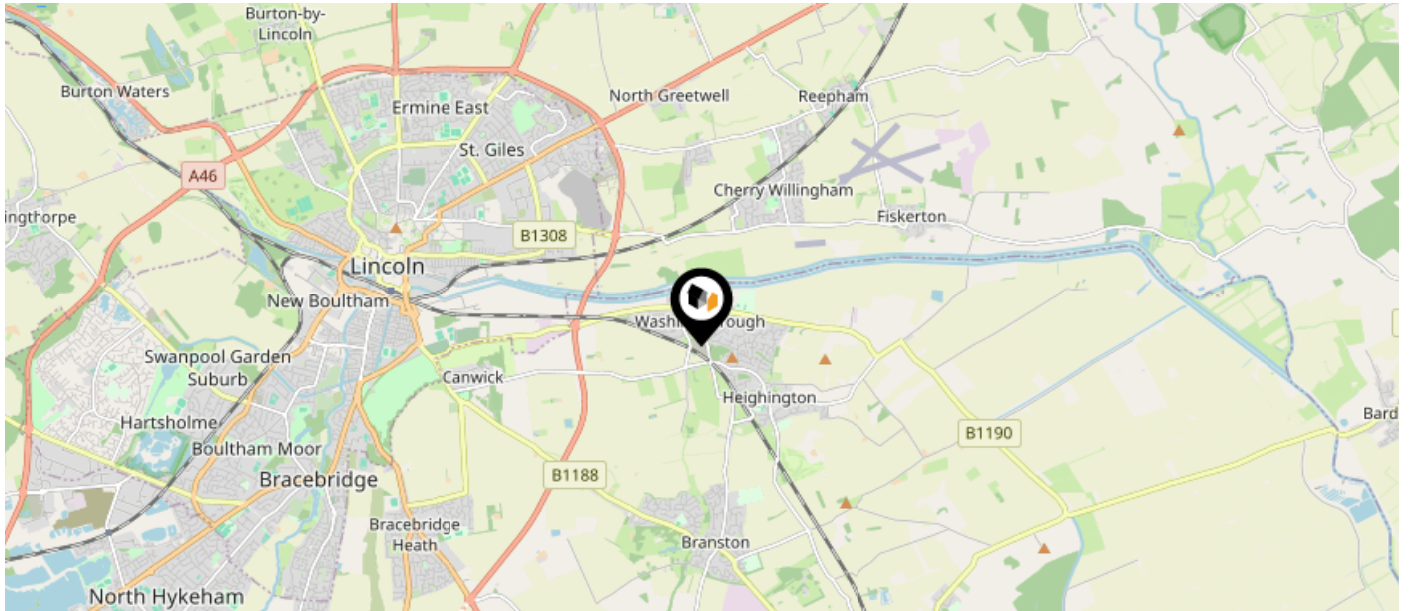 Burton-by-
Lincoln
Burton Waters
Ermine East
North Greetwell
Reepham
St. Giles
A46
Cherry Willingham
ingthorpe
Fiskerton
B1308
Lincoln
New Boultham
Swanpool Garden
Suburb
Canwick
Heighington
Hartsholme
Bard
B1190
Boultham Moor
Bracebridge
B1188
Bracebridge
Heath
Branston
North Hykeham